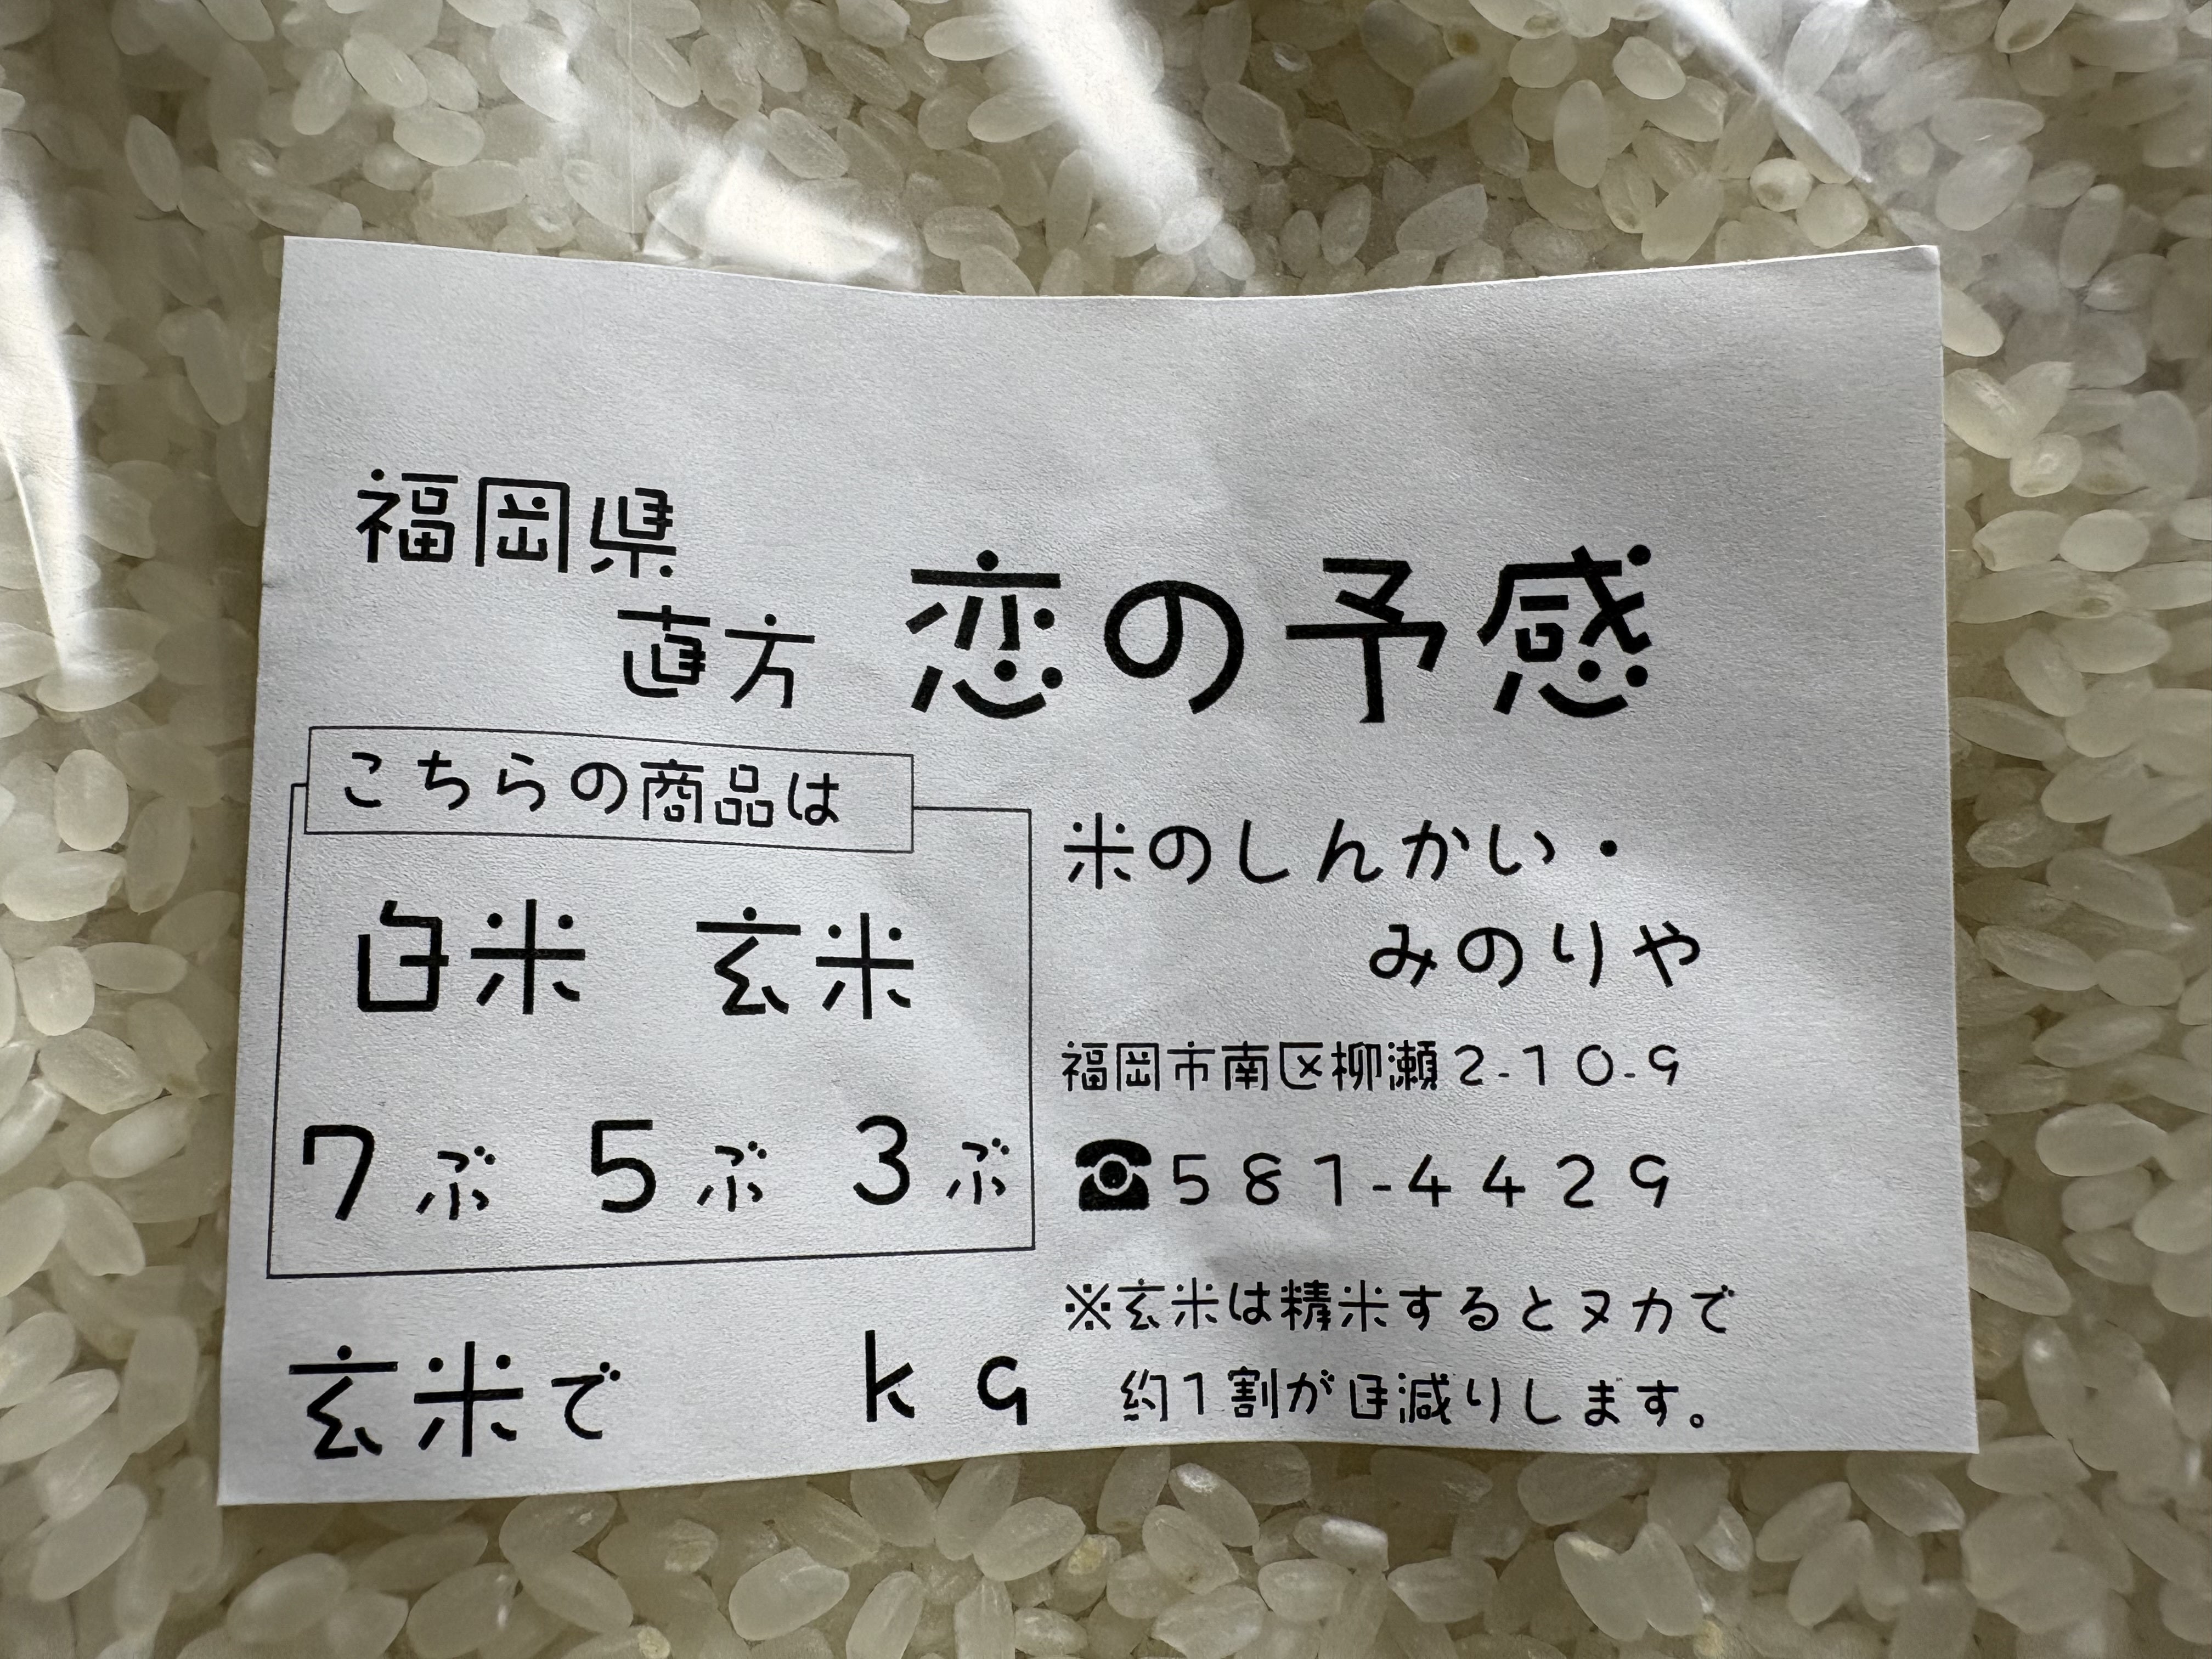 福岡県
直方 恋の予感
こちらの商品は
白米 玄米
7ぶ 5ぶ 3ぶ
玄米で kg
米のしんかい・
みのりや
福岡市南区柳瀬2-10-9
☎581-4429
※玄米は精米するとヌカで
約1割が目減りします。